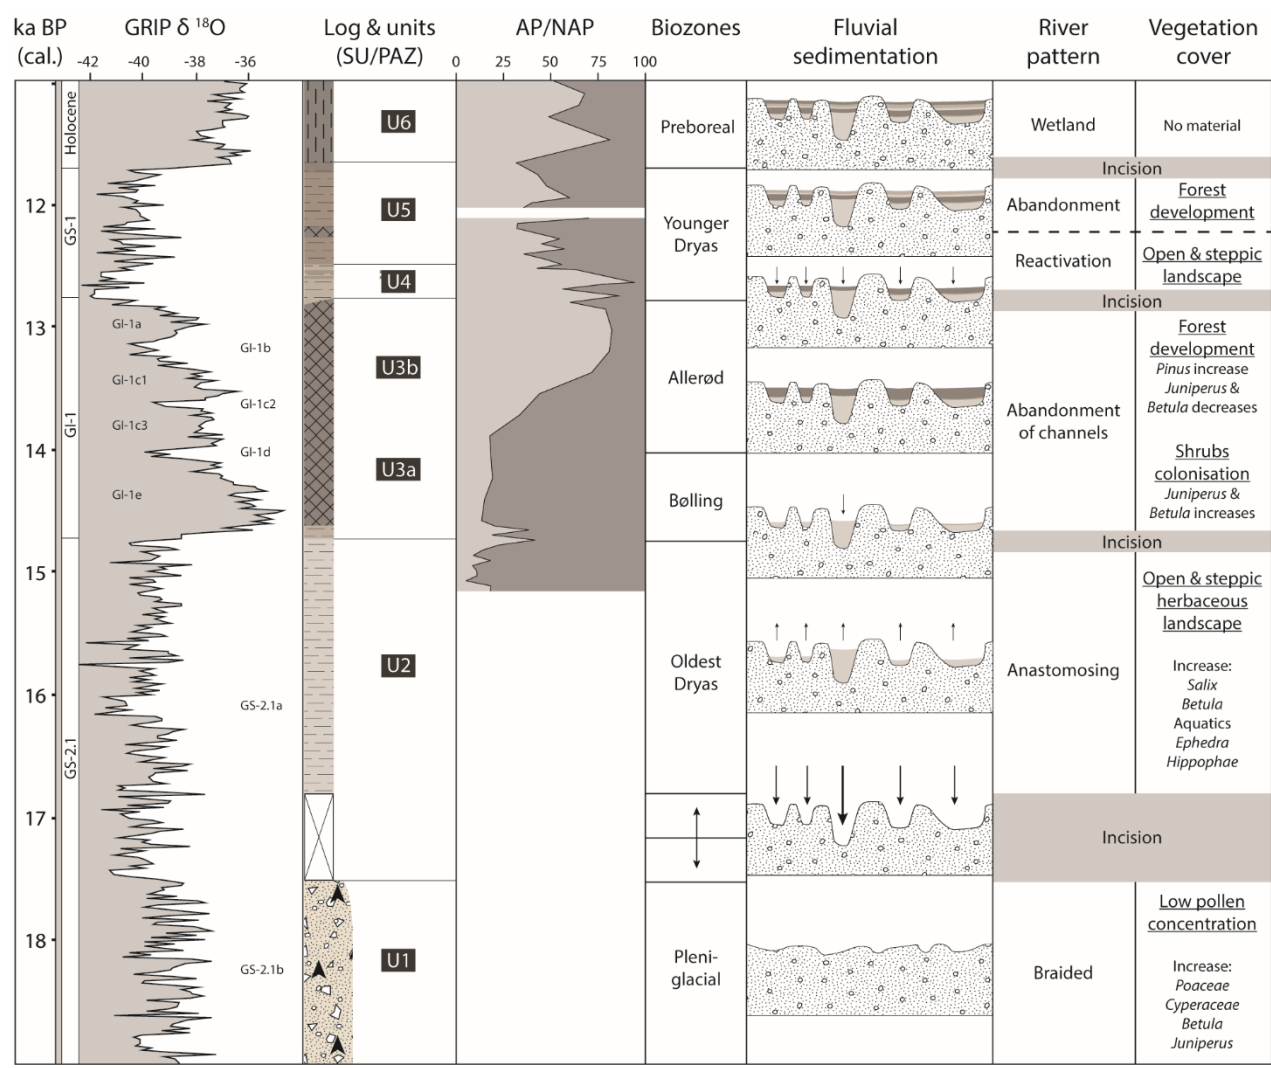 ka BP
(cal.)
GRIP δ 18O
Log & units
(SU/PAZ)
AP/NAP
Biozones
Fluvial
sedimentation
River
pattern
Vegetation
cover
-42 -40 -38 -36
0 25 50 75 100
Holocene
GS-1
GI-1
GS-2.1
12
13
14
15
16
17
18
GI-1a
GI-1b
GI-1c1
GI-1c2
GI-1c3
GI-1d
GI-1e
GS-2.1a
GS-2.1b
U6
U5
U4
U3b
U3a
U2
U1
Preboreal
Younger
Dryas
Allerød
Bølling
Oldest
Dryas
Pleni-
glacial
Wetland
Incision
Abandonment
Reactivation
Incision
Abandonment
of channels
Incision
Anastomosing
Incision
Braided
No material
Forest
development
Open & steppic
landscape
Forest
development
Pinus increase
Juniperus &
Betula decreases
Shrubs
colonisation
Juniperus &
Betula increases
Open & steppic
herbaceous
landscape
Increase:
Salix
Betula
Aquatics
Ephedra
Hippophae
Low pollen
concentration
Increase:
Poaceae
Cyperaceae
Betula
Juniperus